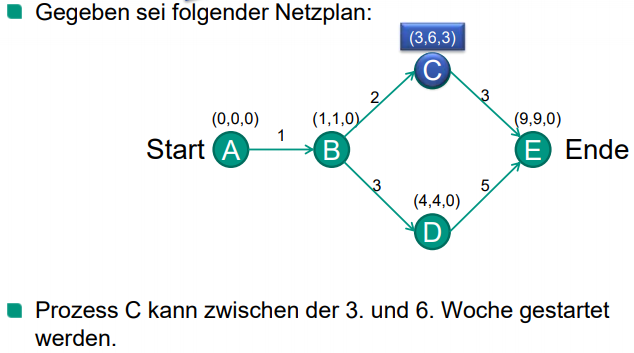 Gegeben sei folgender Netzplan:
(3,6,3)
C
2
3
(0,0,0)
(1,1,0)
(9,9,0)
1
Start
A
B
E
Ende
3
5
(4,4,0)
D
Prozess C kann zwischen der 3. und 6. Woche gestartet
werden.